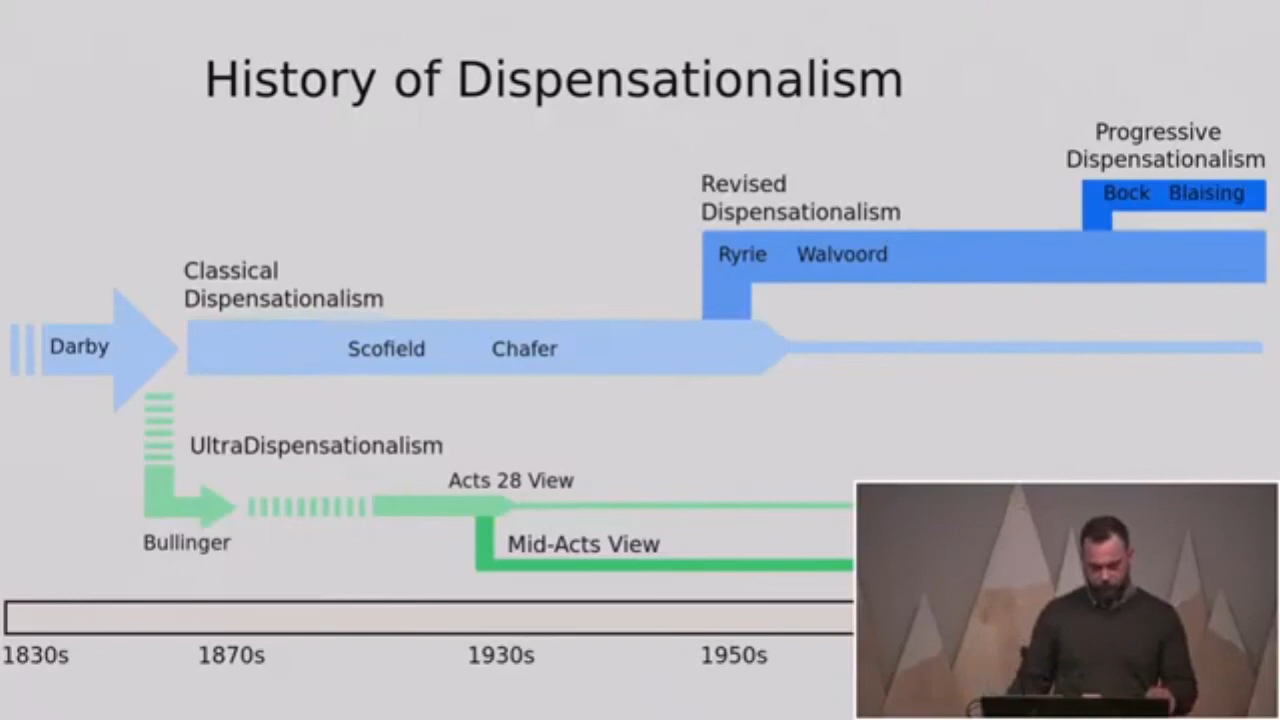 History of Dispensationalism
Progressive
Dispensationalism
Bock Blaising
Revised
Dispensationalism
Ryrie Walvoord
Classical
Dispensationalism
Darby
Scofield Chafer
UltraDispensationalism
Acts 28 View
Bullinger
Mid-Acts View
1830s 1870s 1930s 1950s